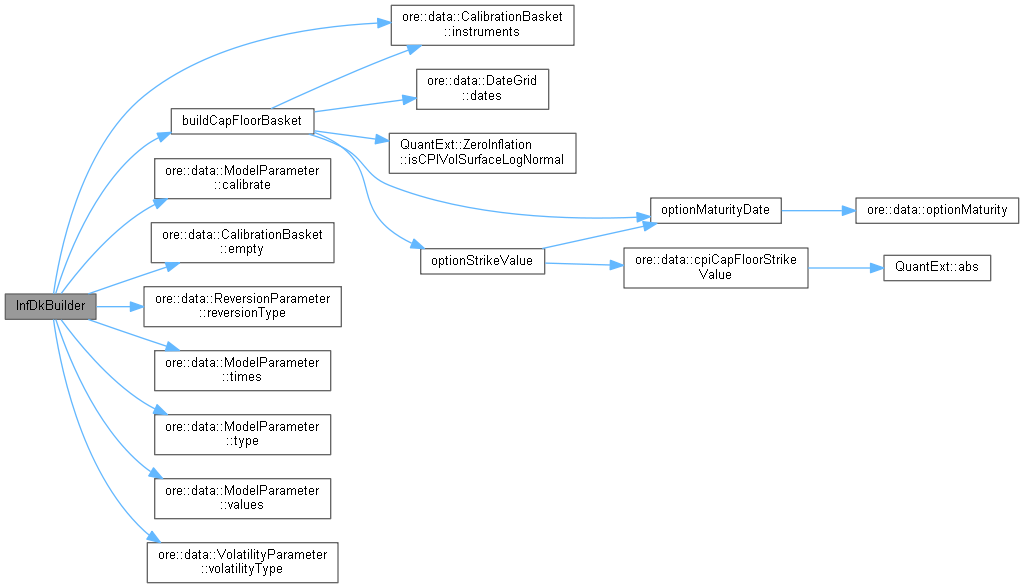 ore::data::CalibrationBasket
::instruments
ore::data::DateGrid
::dates
buildCapFloorBasket
QuantExt::ZeroInflation
::isCPIVolSurfaceLogNormal
ore::data::ModelParameter
::calibrate
optionMaturityDate
ore::data::optionMaturity
ore::data::CalibrationBasket
::empty
optionStrikeValue
ore::data::cpiCapFloorStrike
Value
QuantExt::abs
InfDkBuilder
ore::data::ReversionParameter
::reversionType
ore::data::ModelParameter
::times
ore::data::ModelParameter
::type
ore::data::ModelParameter
::values
ore::data::VolatilityParameter
::volatilityType